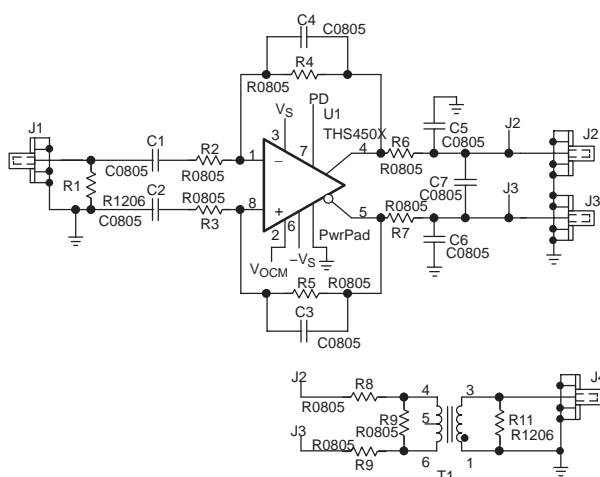 C4
C0805
R0805
R4
VS
PD
U1
THS450X
J1
3
7
C1
R2
1
4
R6
C5
C0805
J2
J2
C0805
R0805
−
R0805
C7
C0805
R1
R1206
C0805
C2
R0805
R3
8
+
5
R0805
R7
J3
J3
C6
C0805
2
6
PwrPad
VOCM
−VS
R5
R0805
C3
C0805
J2
R8
R0805
4
3
J4
R9
R0805
5
R11
R1206
J3
R0805
R9
6
1
T1